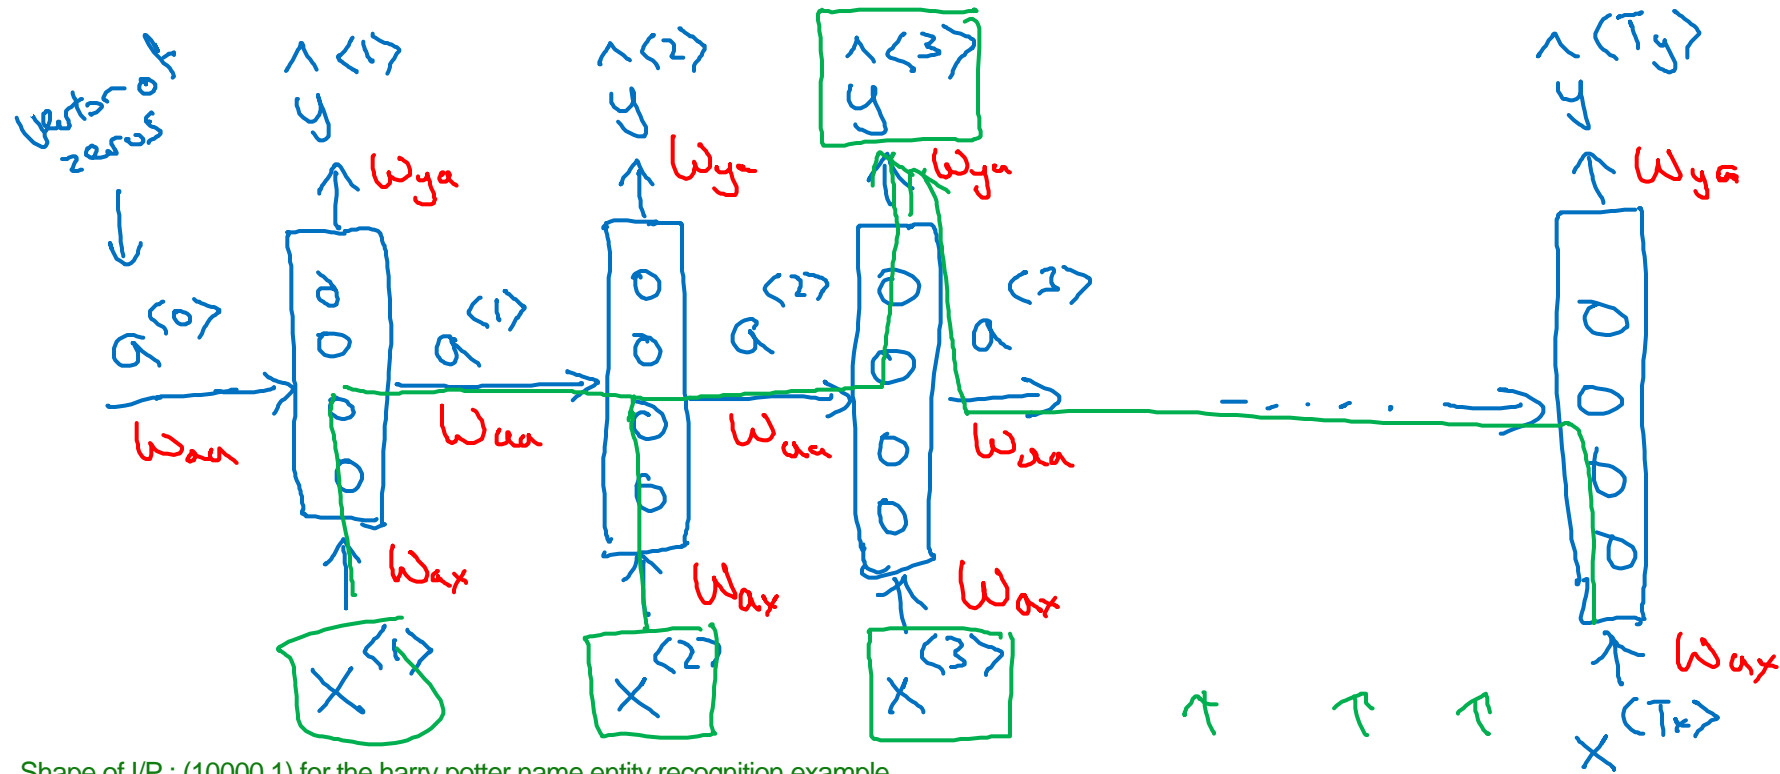 vector of
zeros
ŷ<1> ŷ<2> ŷ<3> ŷ<Ty>
Wya Wya Wya Wya
a<0> a<1> a<2> a<3>
Waa Waa Waa Waa
Wax Wax Wax Wax
x<1> x<2> x<3> x<Tx>
Shape of I/P : (10000,1) for the harry potter name entity recognition example